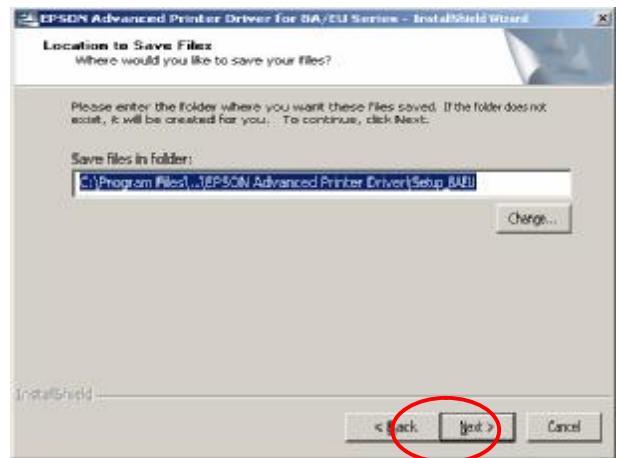 EPSON Advanced Printer Driver for BA/EU Series - InstallShield Wizard
Location to Save Files
Where would you like to save your files?
Please enter the folder where you want these files saved. If the folder does not
exist, it will be created for you. To continue, click Next.
Save files in folder:
C:\Program Files\...\EPSON Advanced Printer Driver\Setup_BAEU
Change...
InstallShield
< Back Next > Cancel